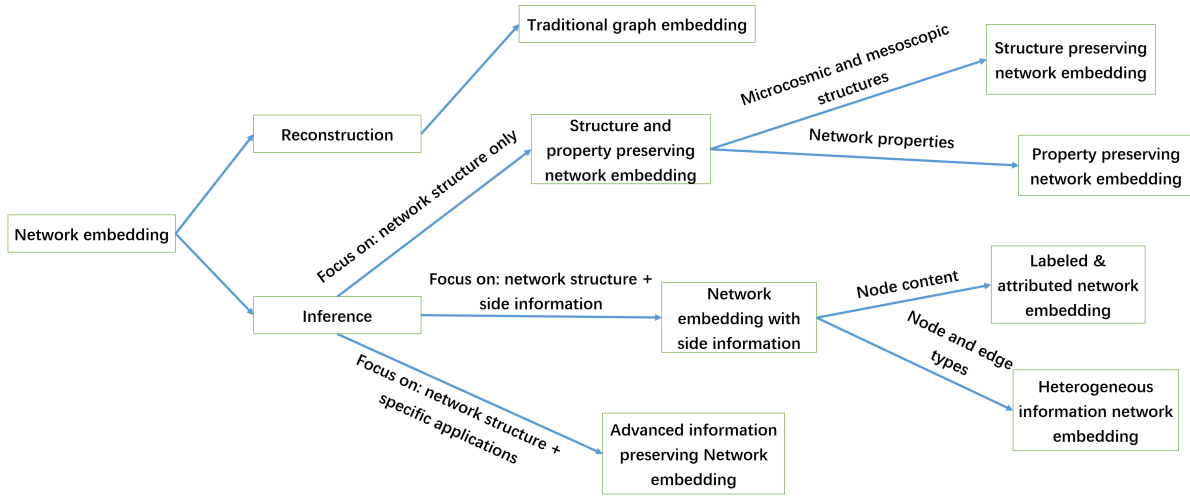 Traditional graph embedding
Reconstruction
Network embedding
Inference
Focus on: network structure only
Structure and
property preserving
network embedding
Microcosmic and mesoscopic
structures
Structure preserving
network embedding
Network properties
Property preserving
network embedding
Focus on: network structure +
side information
Network
embedding with
side information
Node content
Labeled &
attributed network
embedding
Node and edge
types
Heterogeneous
information network
embedding
Focus on: network structure +
specific applications
Advanced information
preserving Network
embedding